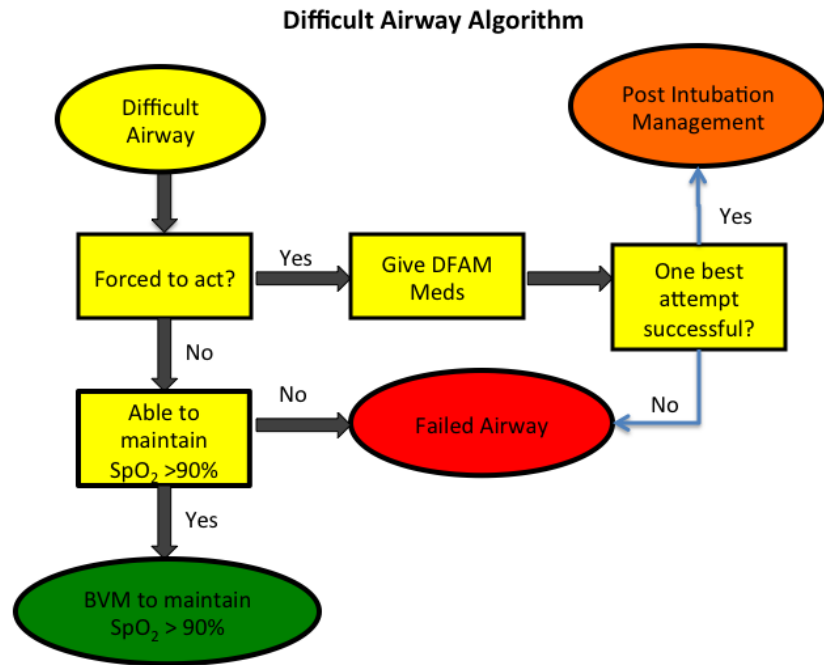 Difficult Airway Algorithm
Difficult
Airway
Post Intubation
Management
Yes
Forced to act?
Yes
Give DFAM
Meds
One best
attempt
successful?
No
No
Able to
maintain
SpO₂ >90%
No
Failed Airway
Yes
BVM to maintain
SpO₂ > 90%